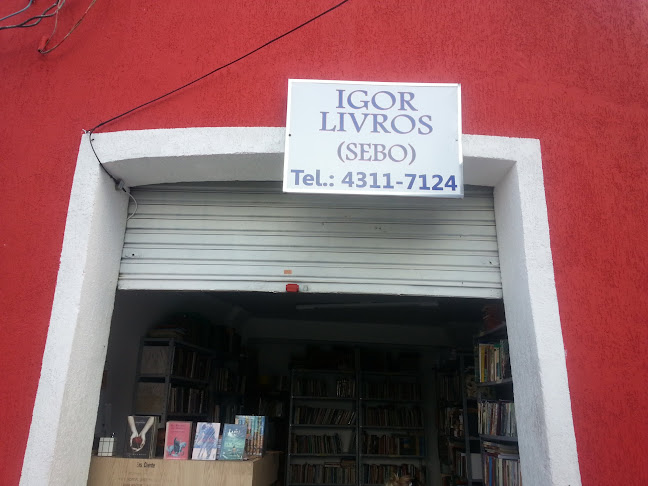 IGOR
LIVROS
(SEBO)
Tel.: 4311-7124